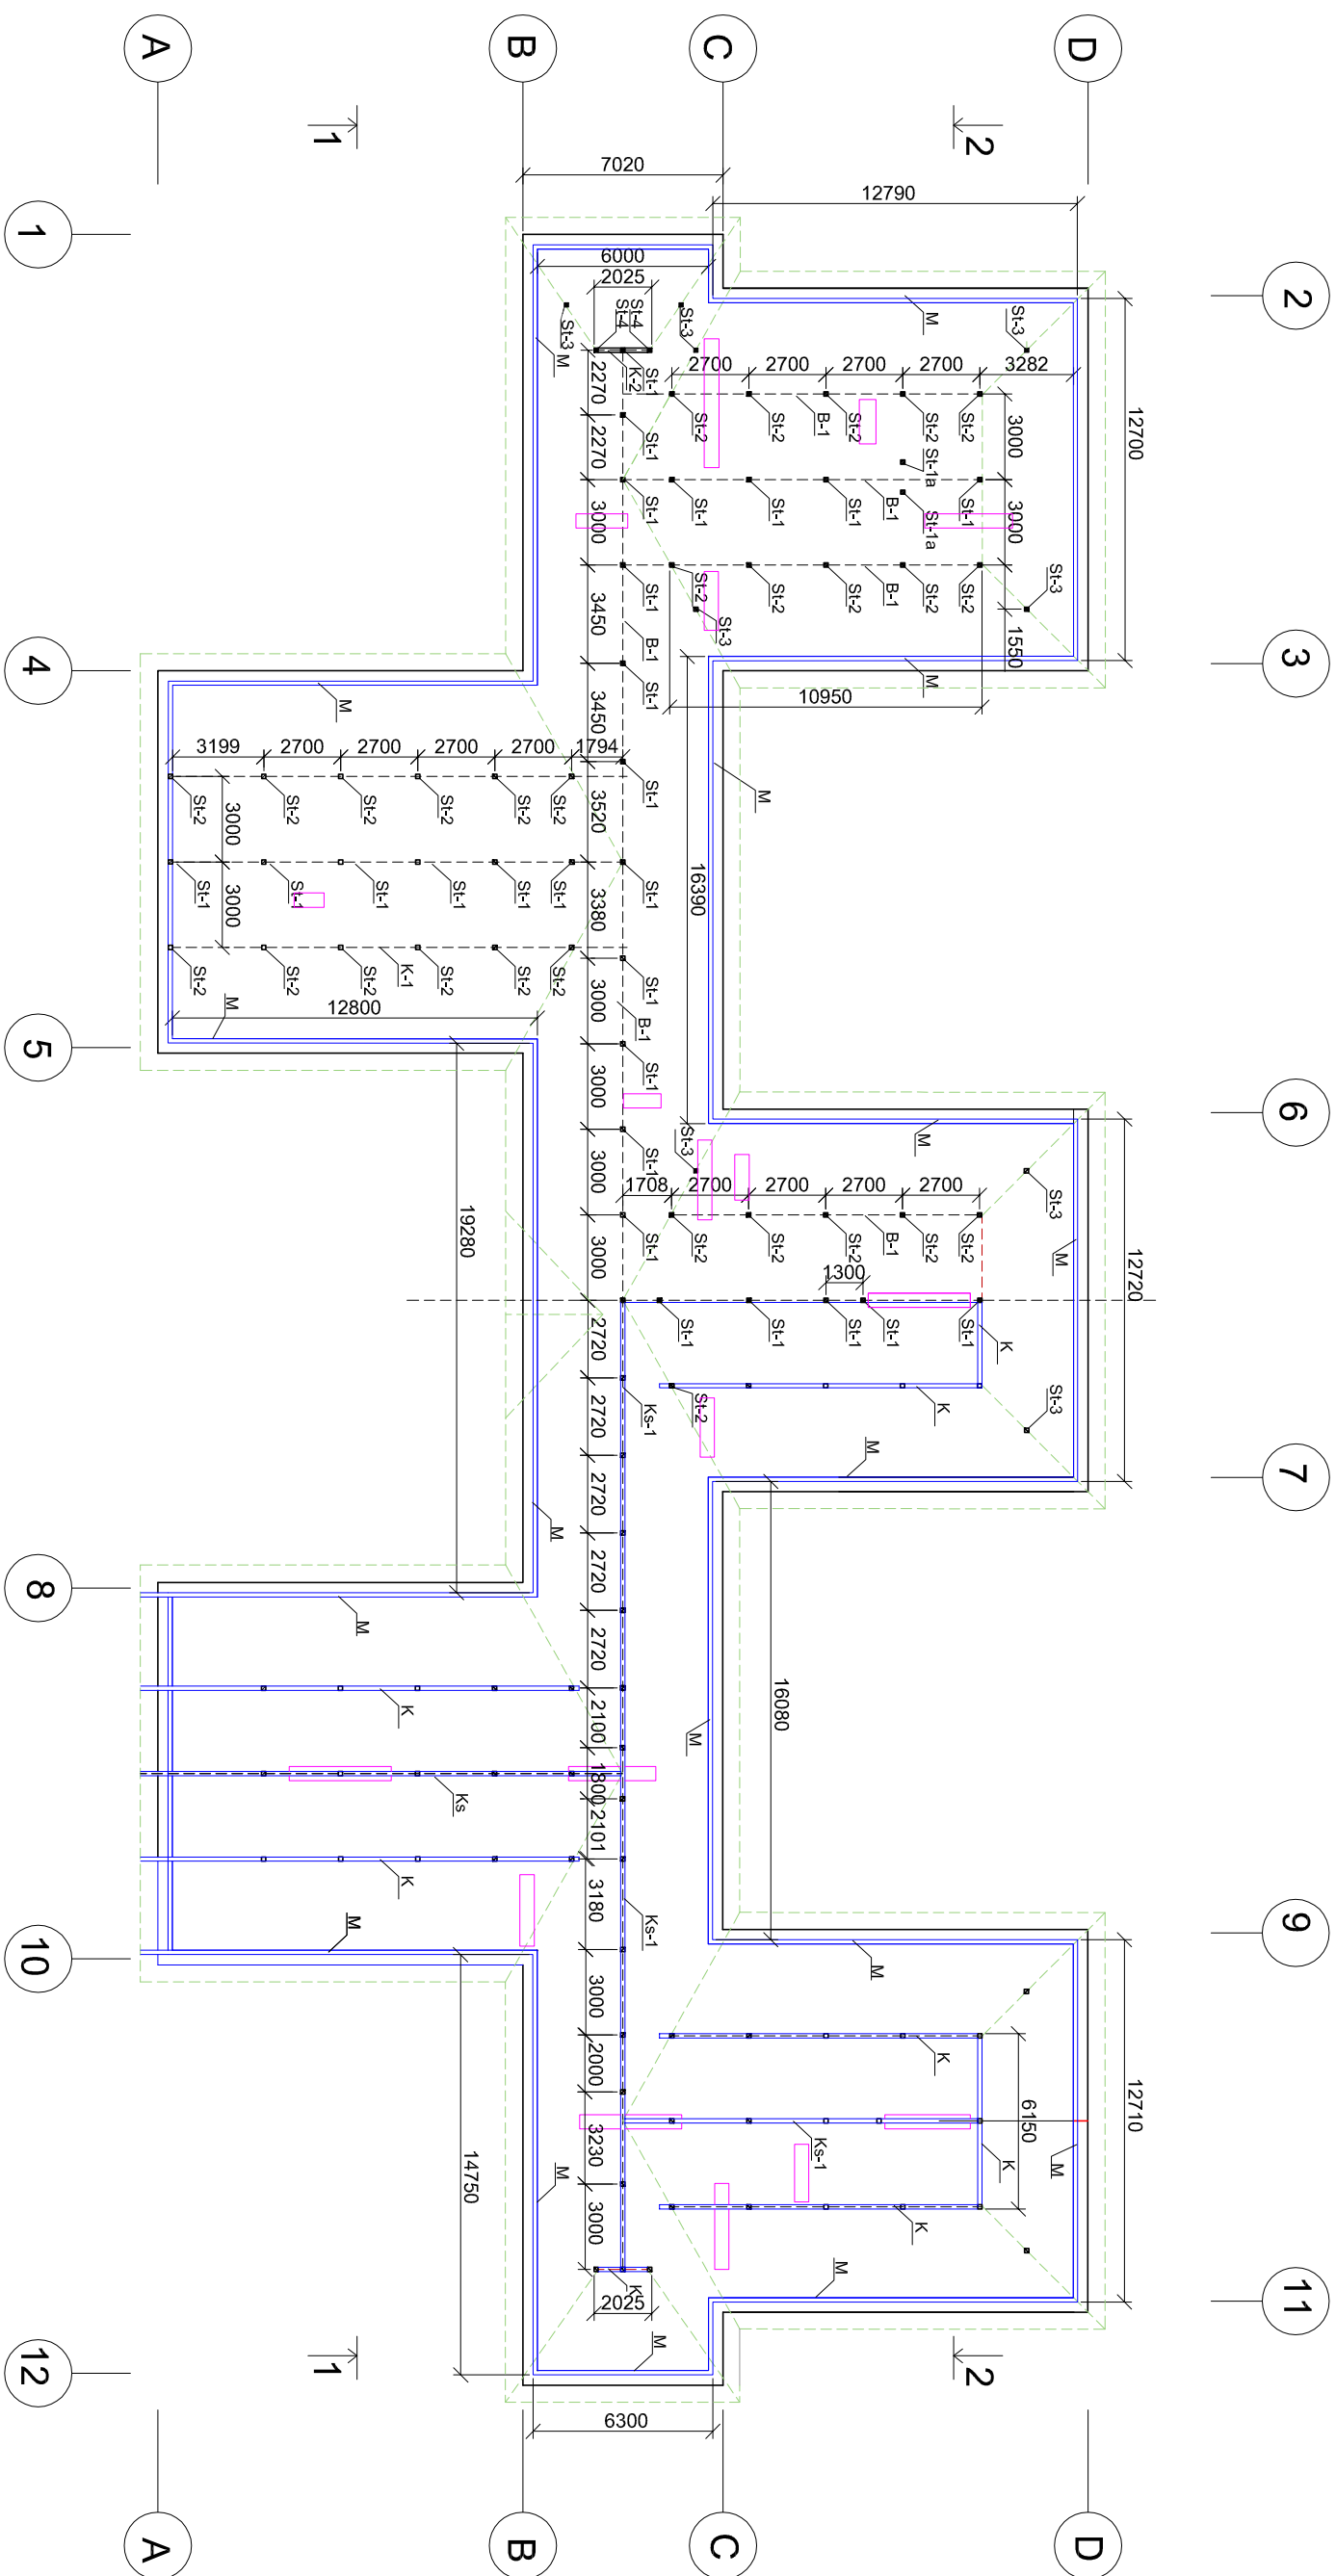 A
B
C
D
1
2
7020
12790
1
2
6000
2025
St-4
St-4
St-3
St-3
St-3
M
M
12700
2700
2700
2700
2700
3282
St-1
K-2
2270
St-2
St-2
B-1
St-2
St-2
St-2
3000
St-1
2270
St-1a
St-1
St-1
St-1
St-1
B-1
St-1a
St-1
3000
3000
St-1
St-2
St-2
St-2
B-1
St-2
St-2
St-3
St-3
1550
3450
B-1
4
3
M
St-1
M
10950
3450
3199
2700
2700
2700
2700
1794
St-1
M
St-2
St-2
St-2
St-2
St-2
St-2
3000
3520
16390
St-1
St-1
St-1
St-1
St-1
St-1
St-1
3000
3380
St-2
St-2
St-2
K-1
St-2
St-2
St-2
St-1
M
12800
3000
B-1
5
St-1
3000
6
M
12720
St-3
St-1
3000
1708
2700
2700
2700
2700
St-3
19280
St-1
St-2
St-2
St-2
B-1
St-2
St-2
M
3000
1300
St-1
St-1
St-1
St-1
St-1
K
2720
Ks-1
St-2
K
St-3
2720
M
7
2720
M
2720
8
M
2720
16080
K
2100
M
Ks
1800
2101
K
3180
Ks-1
M
9
10
M
12710
3000
K
2000
6150
Ks-1
K
M
3230
14750
M
K
3000
K
2025
M
11
M
1
2
12
6300
A
B
C
D